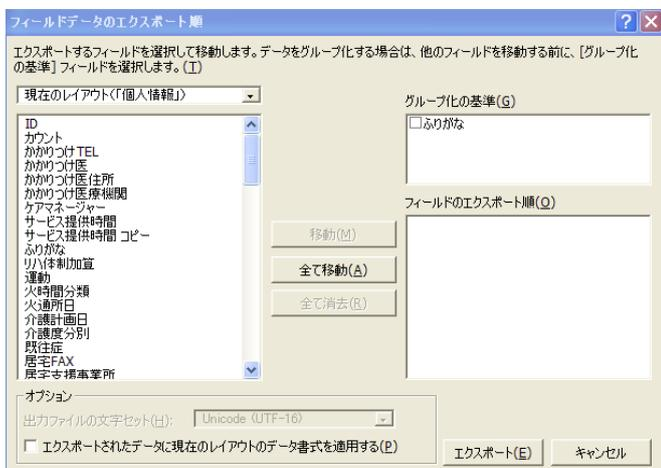 フィールドデータのエクスポート順
エクスポートするフィールドを選択して移動します。データをグループ化する場合は、他のフィールドを移動する前に、[グループ化
の基準] フィールドを選択します。(T)
現在のレイアウト(「個人情報」)
グループ化の基準(G)
ID
カウント
かかりつけTEL
かかりつけ医
かかりつけ医住所
かかりつけ医療機関
ケアマネージャー
サービス提供時間
サービス提供時間 コピー
ふりがな
リハ体制加算
運動
火時間分類
火通所日
介護計画日
介護度分別
既往症
居宅FAX
居宅支援事業所
ふりがな
フィールドのエクスポート順(O)
移動(M)
全て移動(A)
全て消去(R)
オプション
出力ファイルの文字セット(H):
Unicode (UTF-16)
エクスポートされたデータに現在のレイアウトのデータ書式を適用する(P)
エクスポート(E)
キャンセル